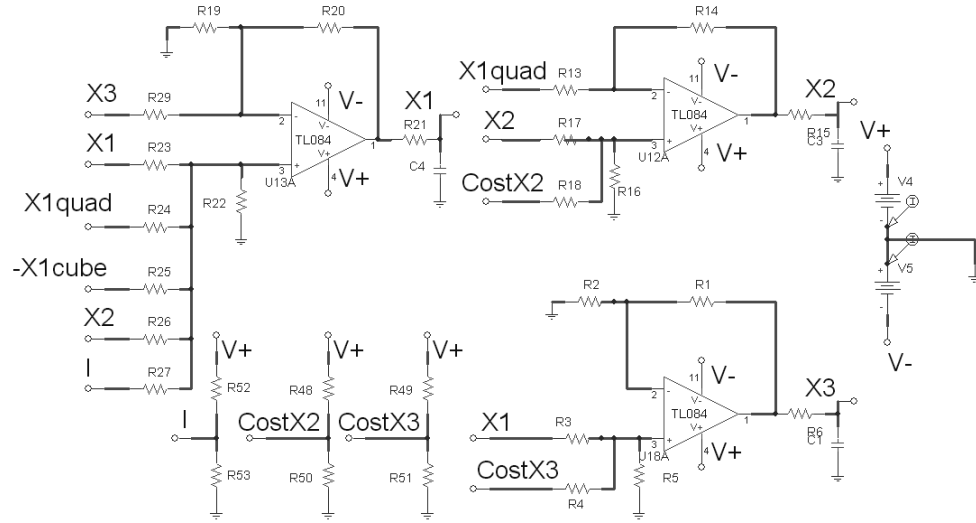 R19
R20
X3
R29
11
V-
V-
2
-
TL084
X1
X1
R23
3
+
V+
1
R21
U13A
4
V+
C4
R22
X1quad
R24
-X1cube
R25
X2
R26
I
R27
R14
X1quad
R13
11
V-
V-
2
-
TL084
X2
X2
R17
3
+
V+
1
R15
C3
U12A
4
V+
CostX2
R18
R16
V+
V4
+
-
I
I
V5
+
-
V-
V+
R52
I
R53
V+
R48
CostX2
R50
V+
R49
CostX3
R51
R2
R1
11
V-
V-
2
-
TL084
X3
X1
R3
3
+
V+
1
R6
C1
U18A
4
V+
CostX3
R4
R5